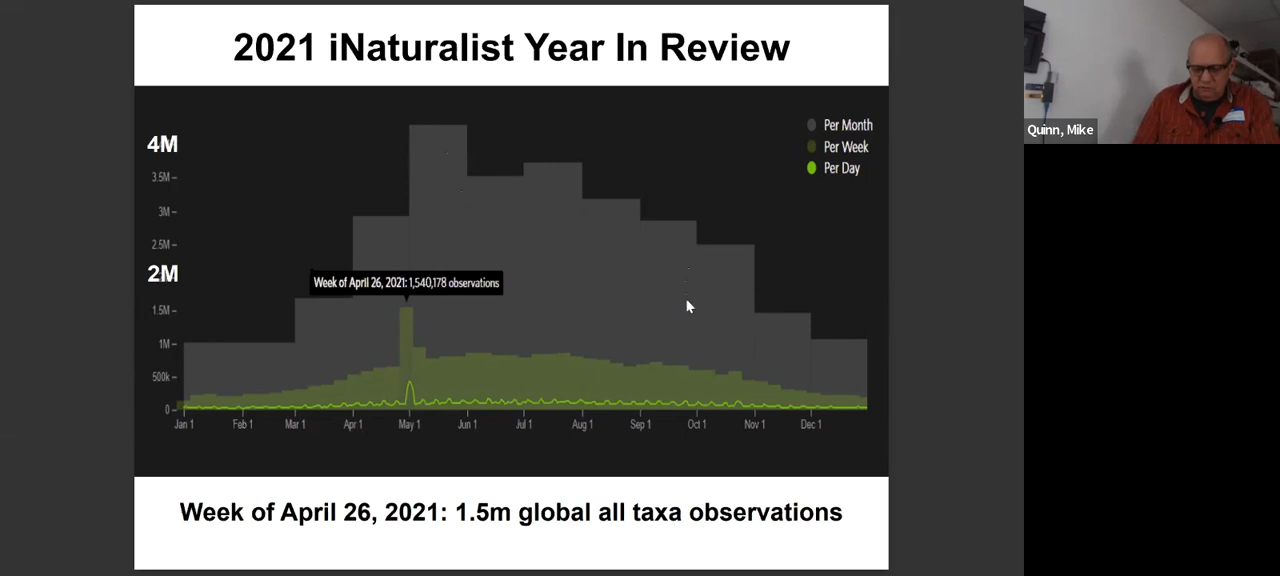 2021 iNaturalist Year In Review
Per Month
Per Week
Per Day
4M
3.5M
3M
2.5M
2M
1.5M
1M
500k
0
Week of April 26, 2021: 1,540,178 observations
Jan 1 Feb 1 Mar 1 Apr 1 May 1 Jun 1 Jul 1 Aug 1 Sep 1 Oct 1 Nov 1 Dec 1
Week of April 26, 2021: 1.5m global all taxa observations
Quinn, Mike